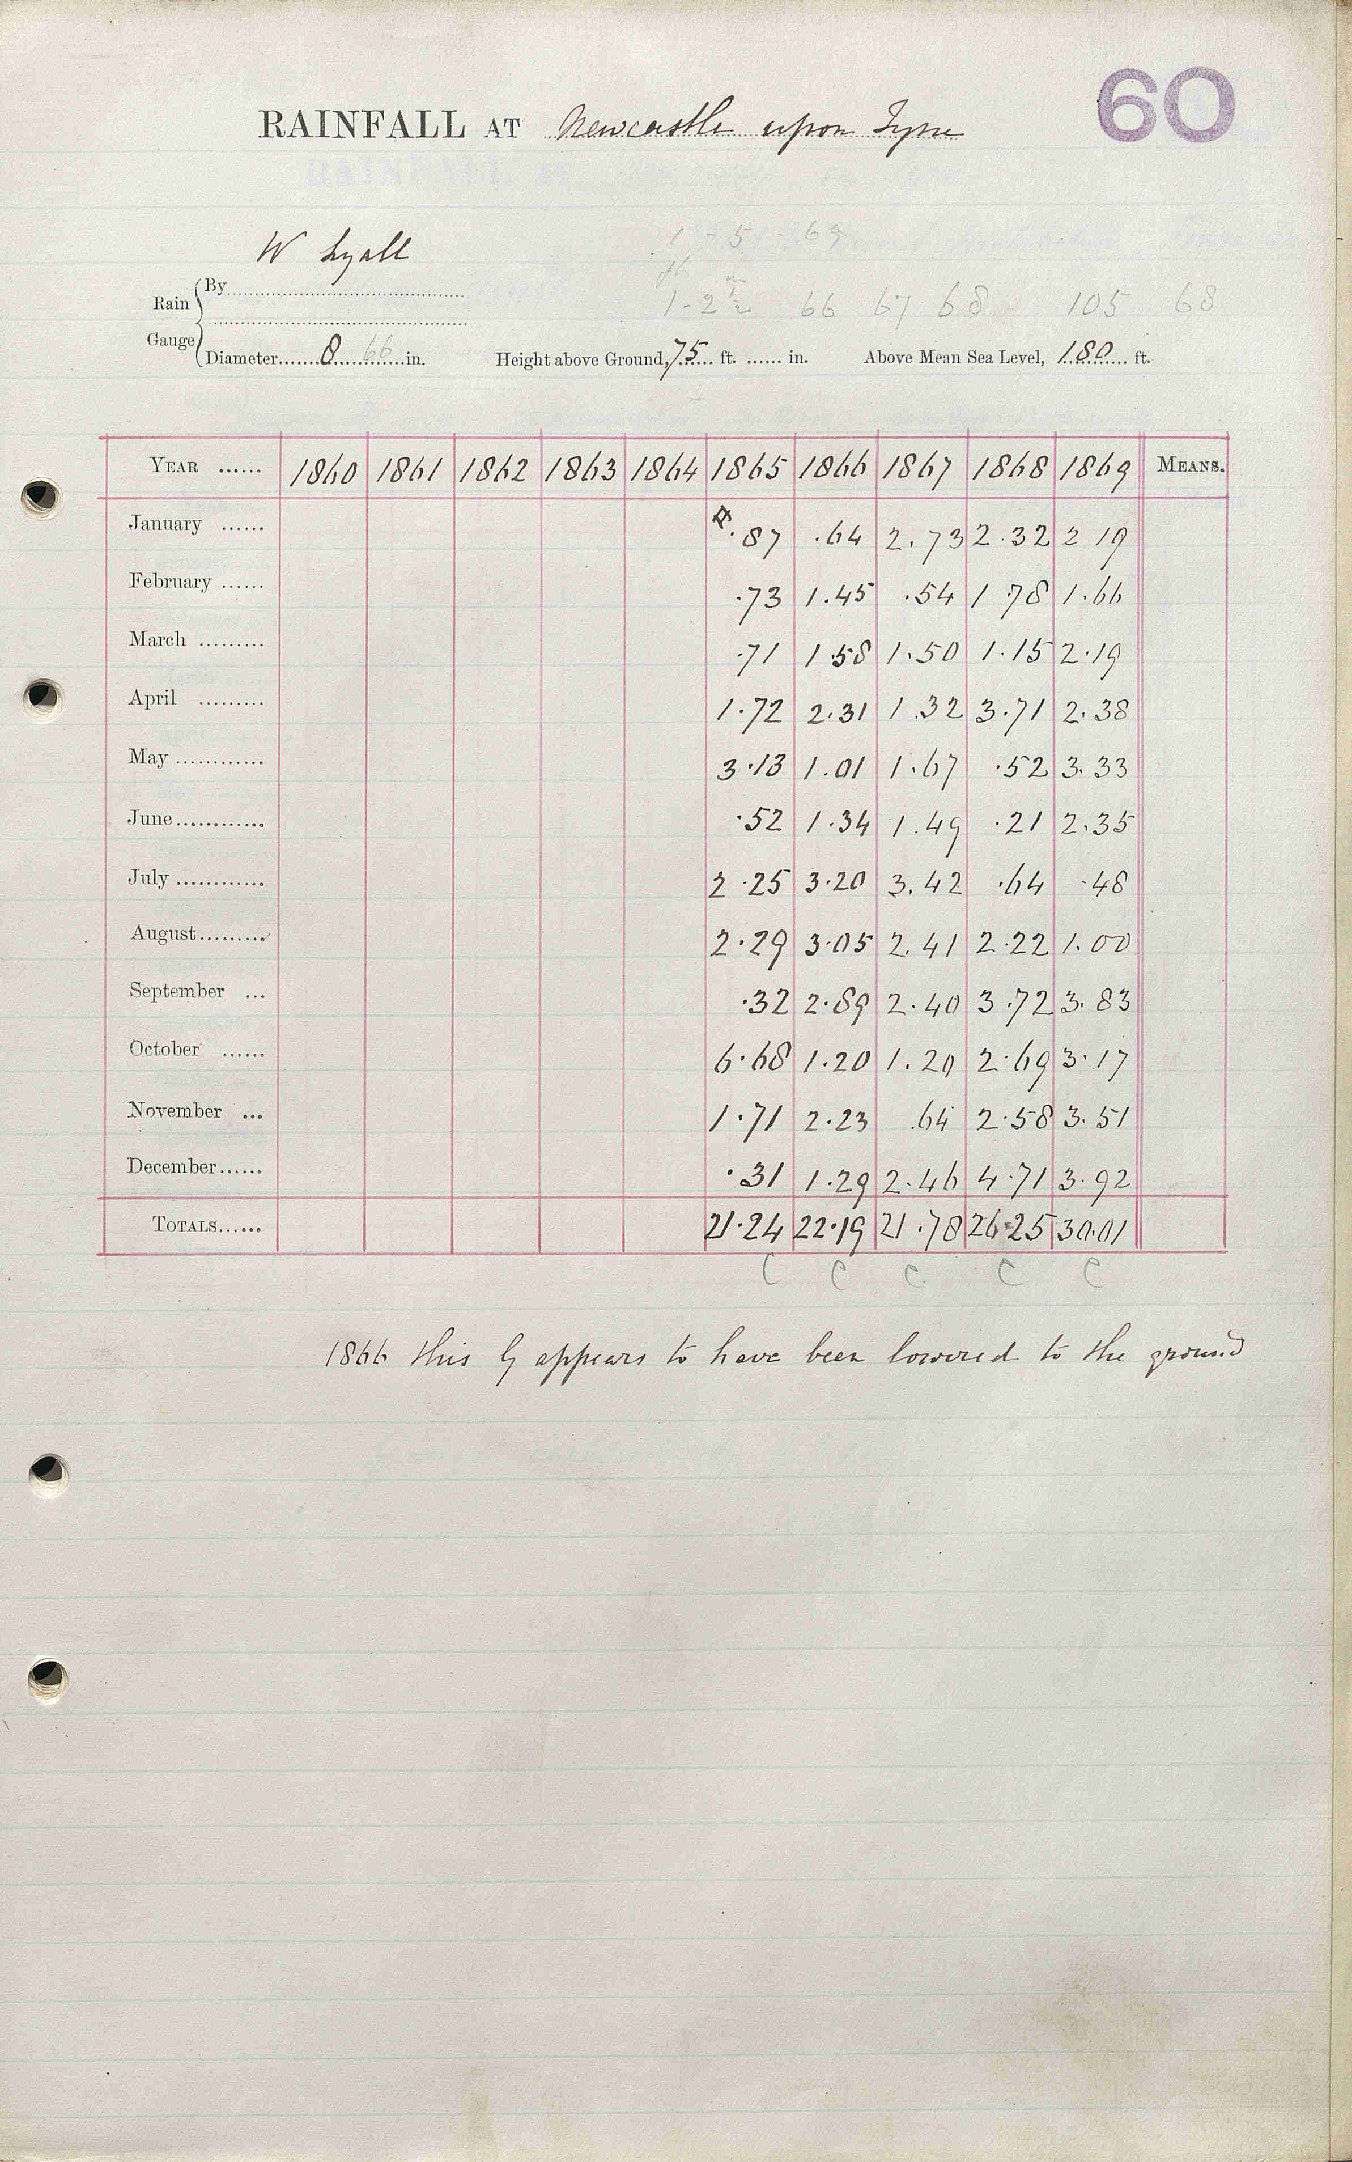 60
RAINFALL AT Newcastle upon Tyne
W Lyall
1 - 5 - 69
Rain Gauge
By
1-2 66 67 68 105 68
Diameter 8 66 in. Height above Ground, 75 ft. in. Above Mean Sea Level, 180 ft.
YEAR 1860 1861 1862 1863 1864 1865 1866 1867 1868 1869 MEANS.
January .87 .64 2.73 2.32 2 19
February .73 1.45 .54 1 78 1.66
March .71 1.58 1.50 1.15 2.19
April 1.72 2.31 1.32 3.71 2.38
May 3.13 1.01 1.67 .52 3.33
June .52 1.34 1.49 .21 2.35
July 2.25 3.20 3.42 .64 .48
August 2.29 3.05 2.41 2.22 1.00
September .32 2.89 2.40 3.72 3.83
October 6.68 1.20 1.20 2.69 3.17
November 1.71 2.23 .64 2.58 3.51
December .31 1.29 2.46 4.71 3.92
TOTALS 21.24 22.19 21.78 26.25 30.01
C C C C C
1866 this G appears to have been lowered to the ground